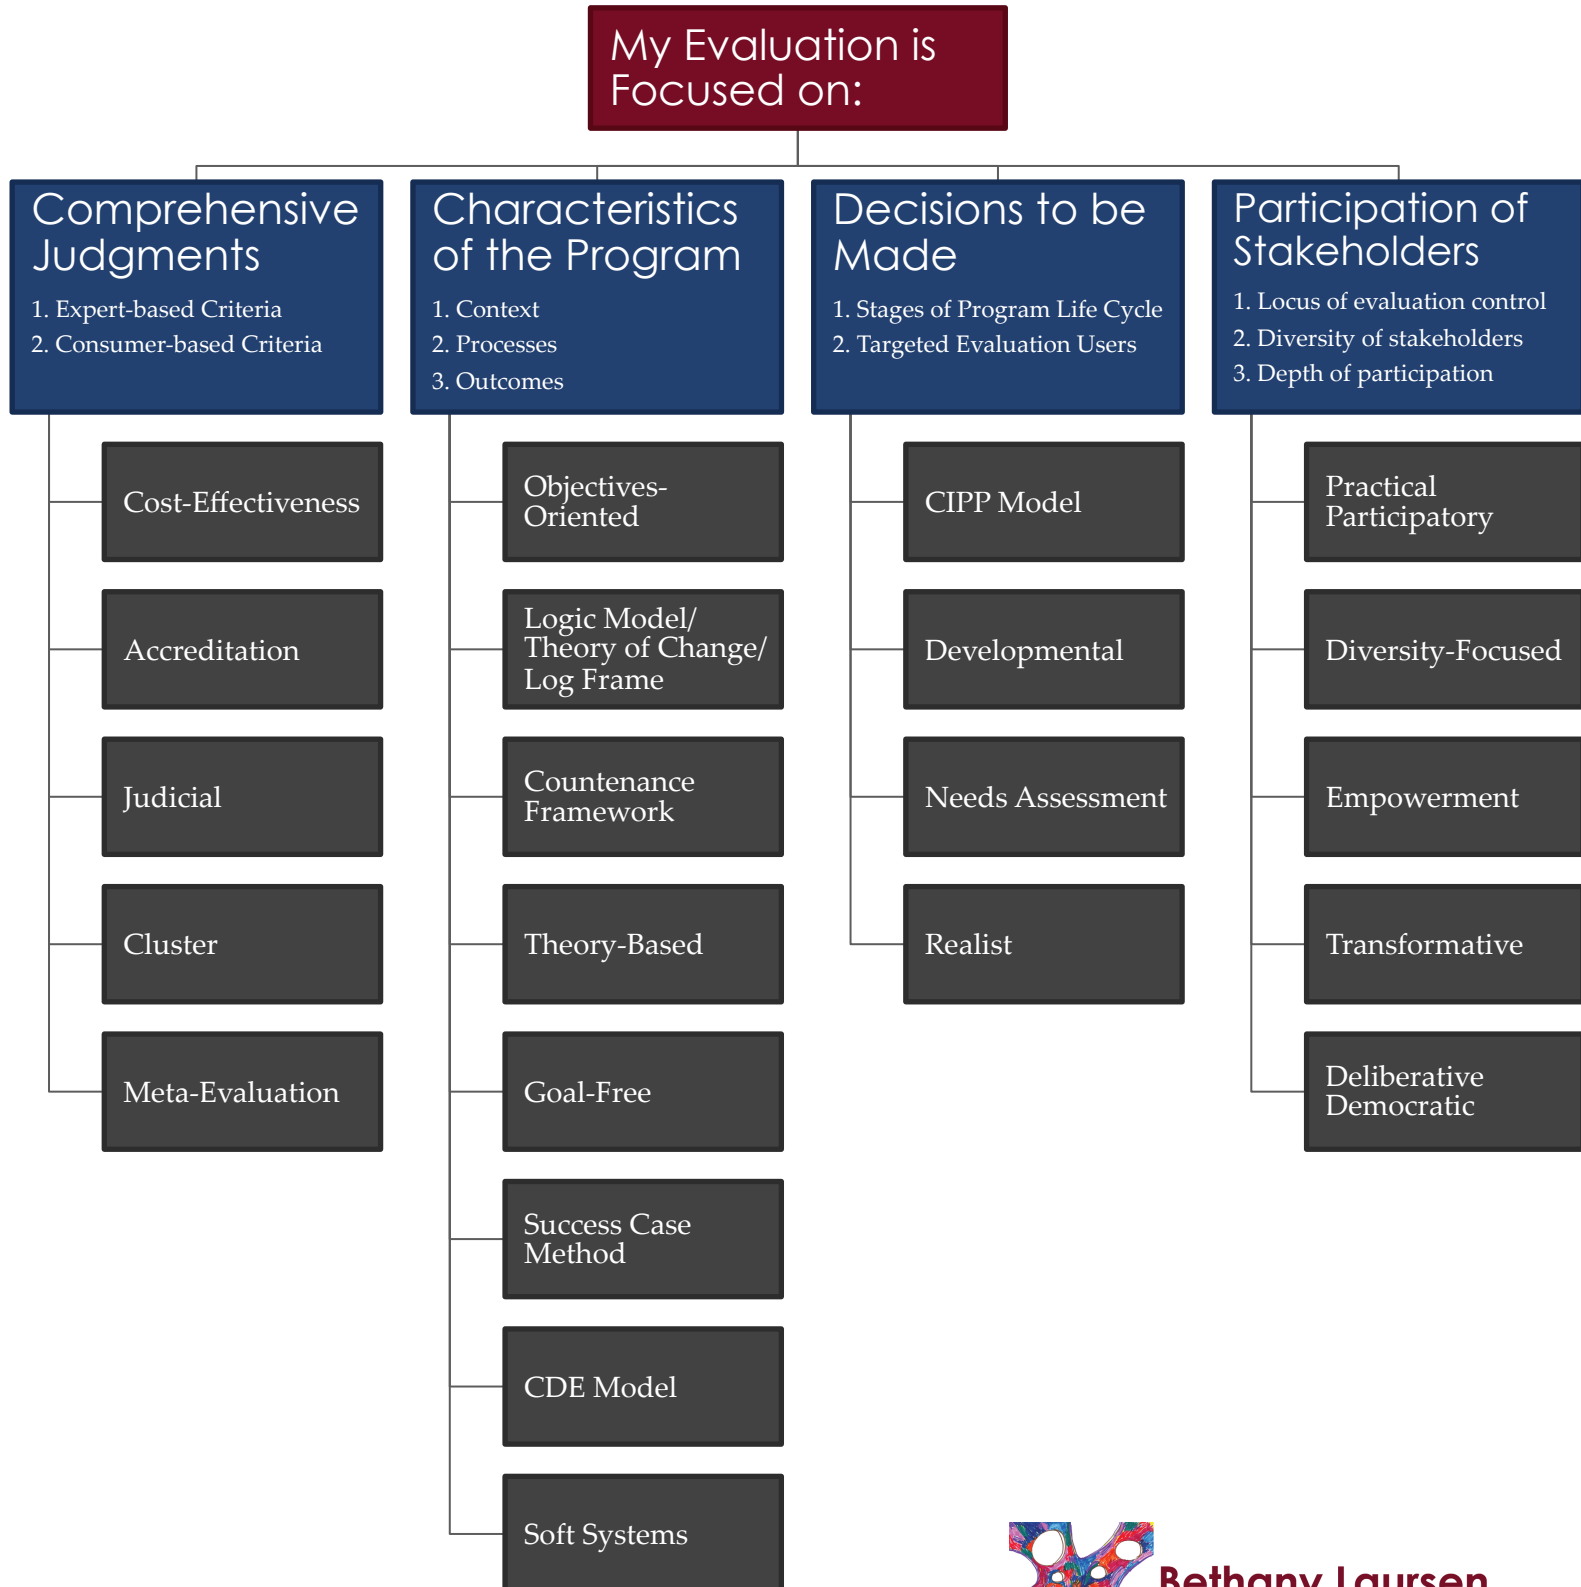 My Evaluation is
Focused on:
Comprehensive
Judgments
1. Expert-based Criteria
2. Consumer-based Criteria
Cost-Effectiveness
Accreditation
Judicial
Cluster
Meta-Evaluation
Characteristics
of the Program
1. Context
2. Processes
3. Outcomes
Objectives-
Oriented
Logic Model/
Theory of Change/
Log Frame
Countenance
Framework
Theory-Based
Goal-Free
Success Case
Method
CDE Model
Soft Systems
Decisions to be
Made
1. Stages of Program Life Cycle
2. Targeted Evaluation Users
CIPP Model
Developmental
Needs Assessment
Realist
Participation of
Stakeholders
1. Locus of evaluation control
2. Diversity of stakeholders
3. Depth of participation
Practical
Participatory
Diversity-Focused
Empowerment
Transformative
Deliberative
Democratic
Bethany Laursen